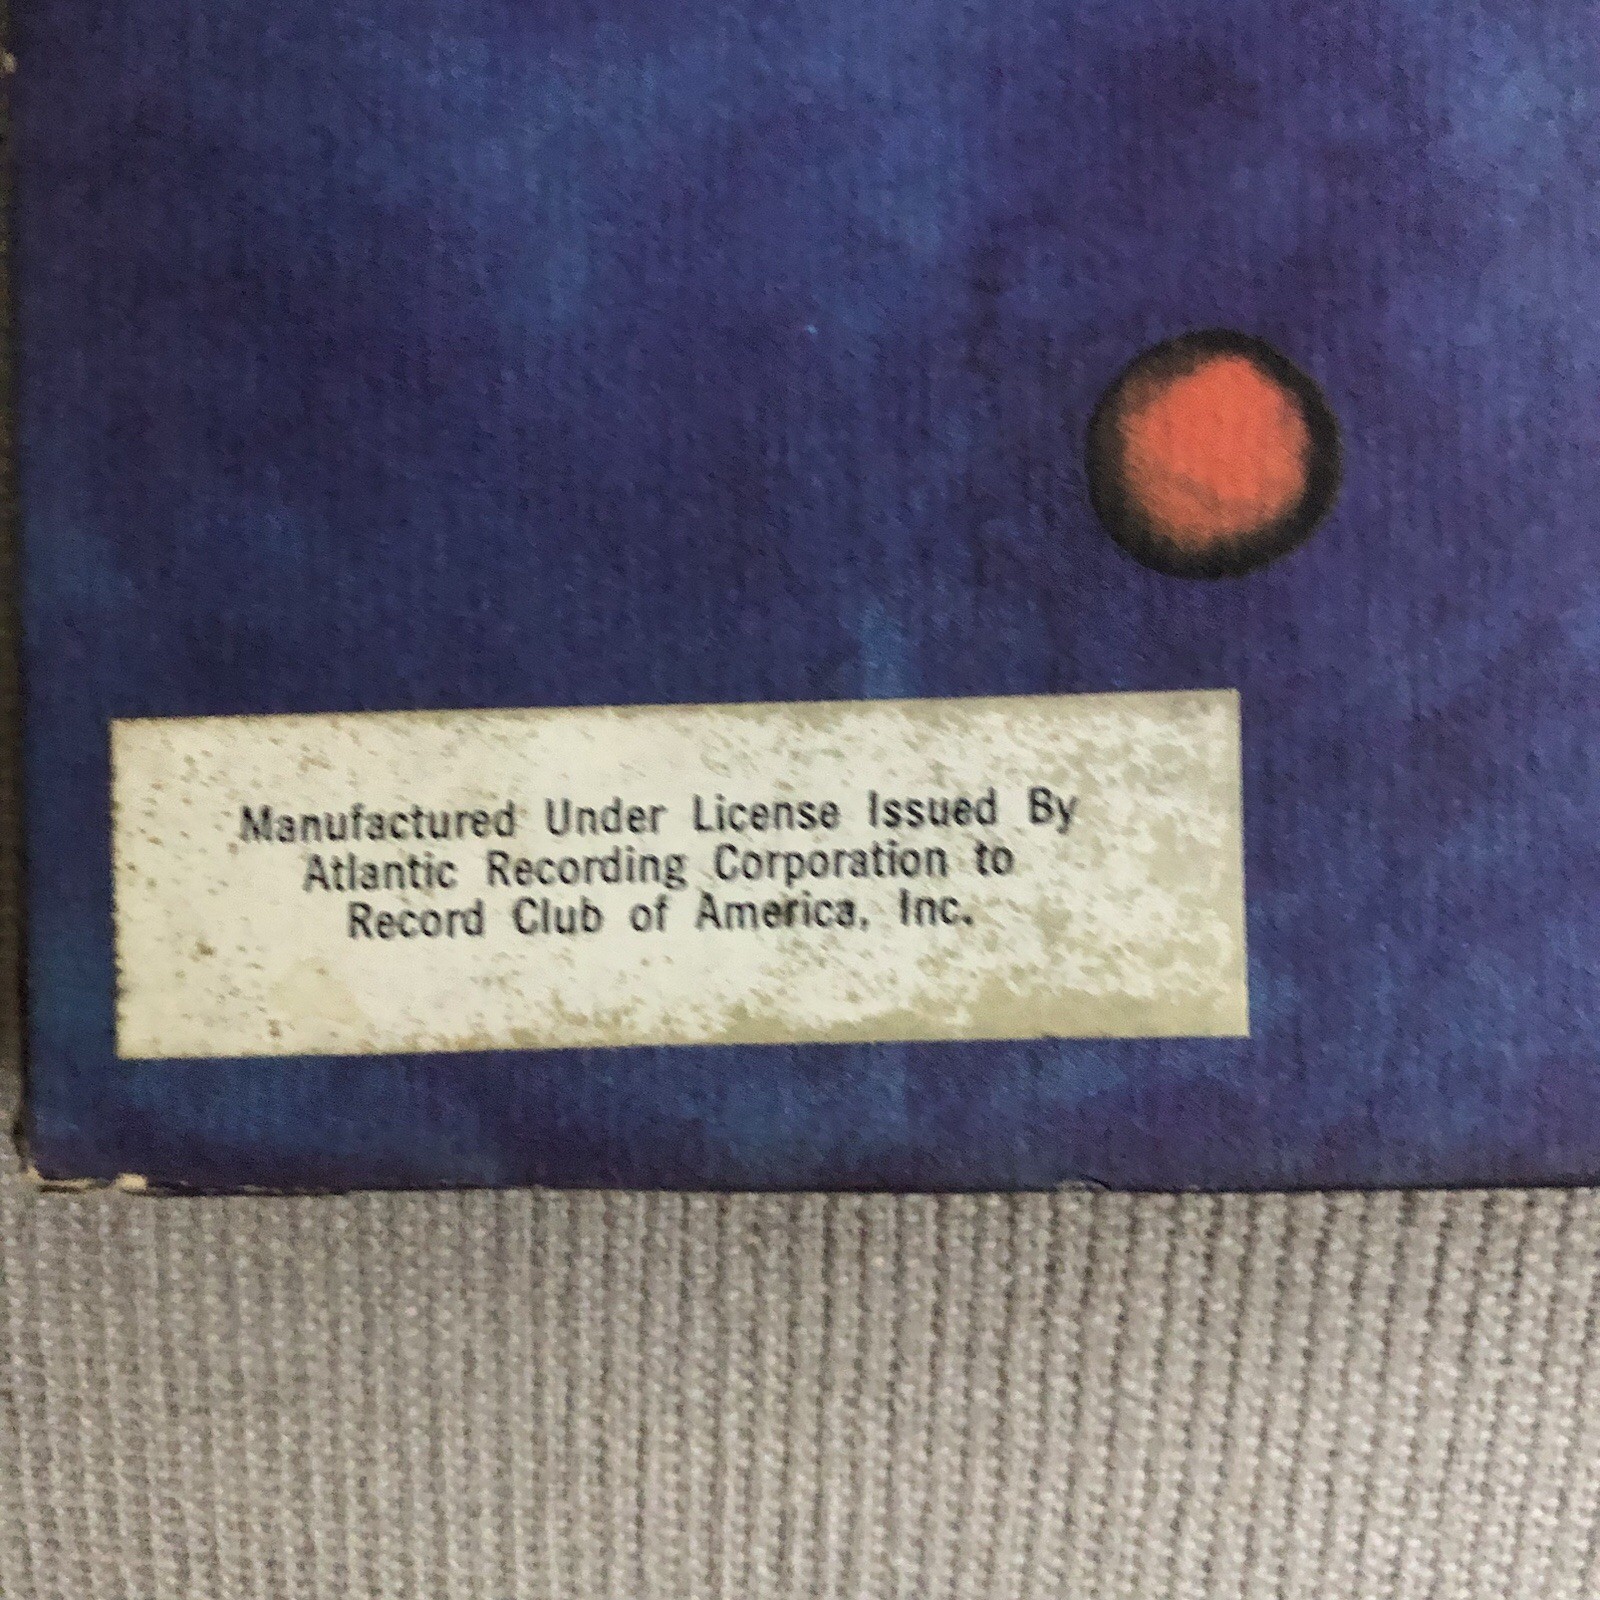 Manufactured Under License Issued By
Atlantic Recording Corporation to
Record Club of America, Inc.